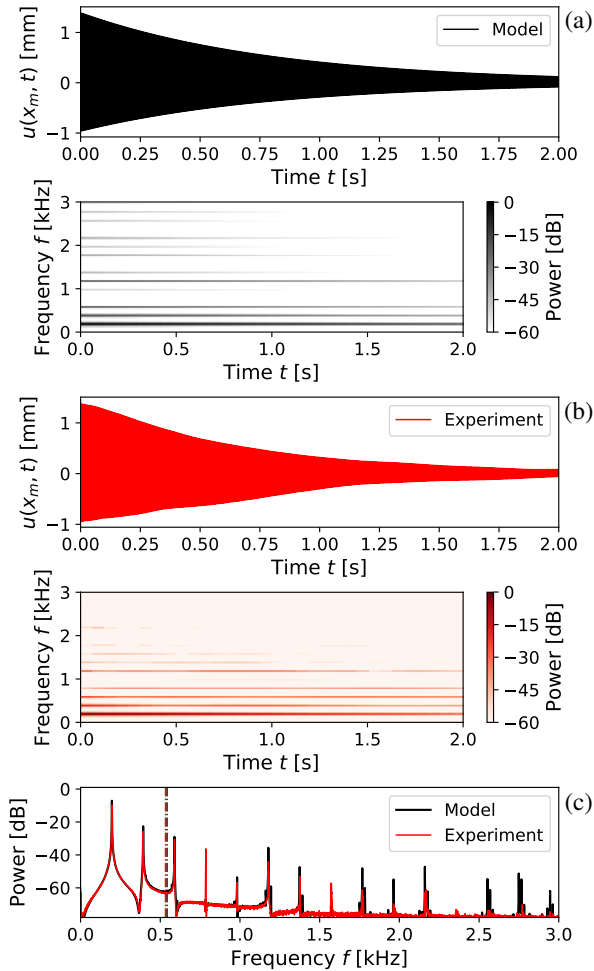 (a)
Model
u(x_m, t) [mm]
1
0
−1
0.00 0.25 0.50 0.75 1.00 1.25 1.50 1.75 2.00
Time t [s]
Frequency f [kHz]
3
2
1
0
0.0 0.5 1.0 1.5 2.0
Time t [s]
0
−15
−30
−45
−60
Power [dB]
(b)
Experiment
u(x_m, t) [mm]
1
0
−1
0.00 0.25 0.50 0.75 1.00 1.25 1.50 1.75 2.00
Time t [s]
Frequency f [kHz]
3
2
1
0
0.0 0.5 1.0 1.5 2.0
Time t [s]
0
−15
−30
−45
−60
Power [dB]
(c)
Model
Experiment
Power [dB]
0
−20
−40
−60
0.0 0.5 1.0 1.5 2.0 2.5 3.0
Frequency f [kHz]